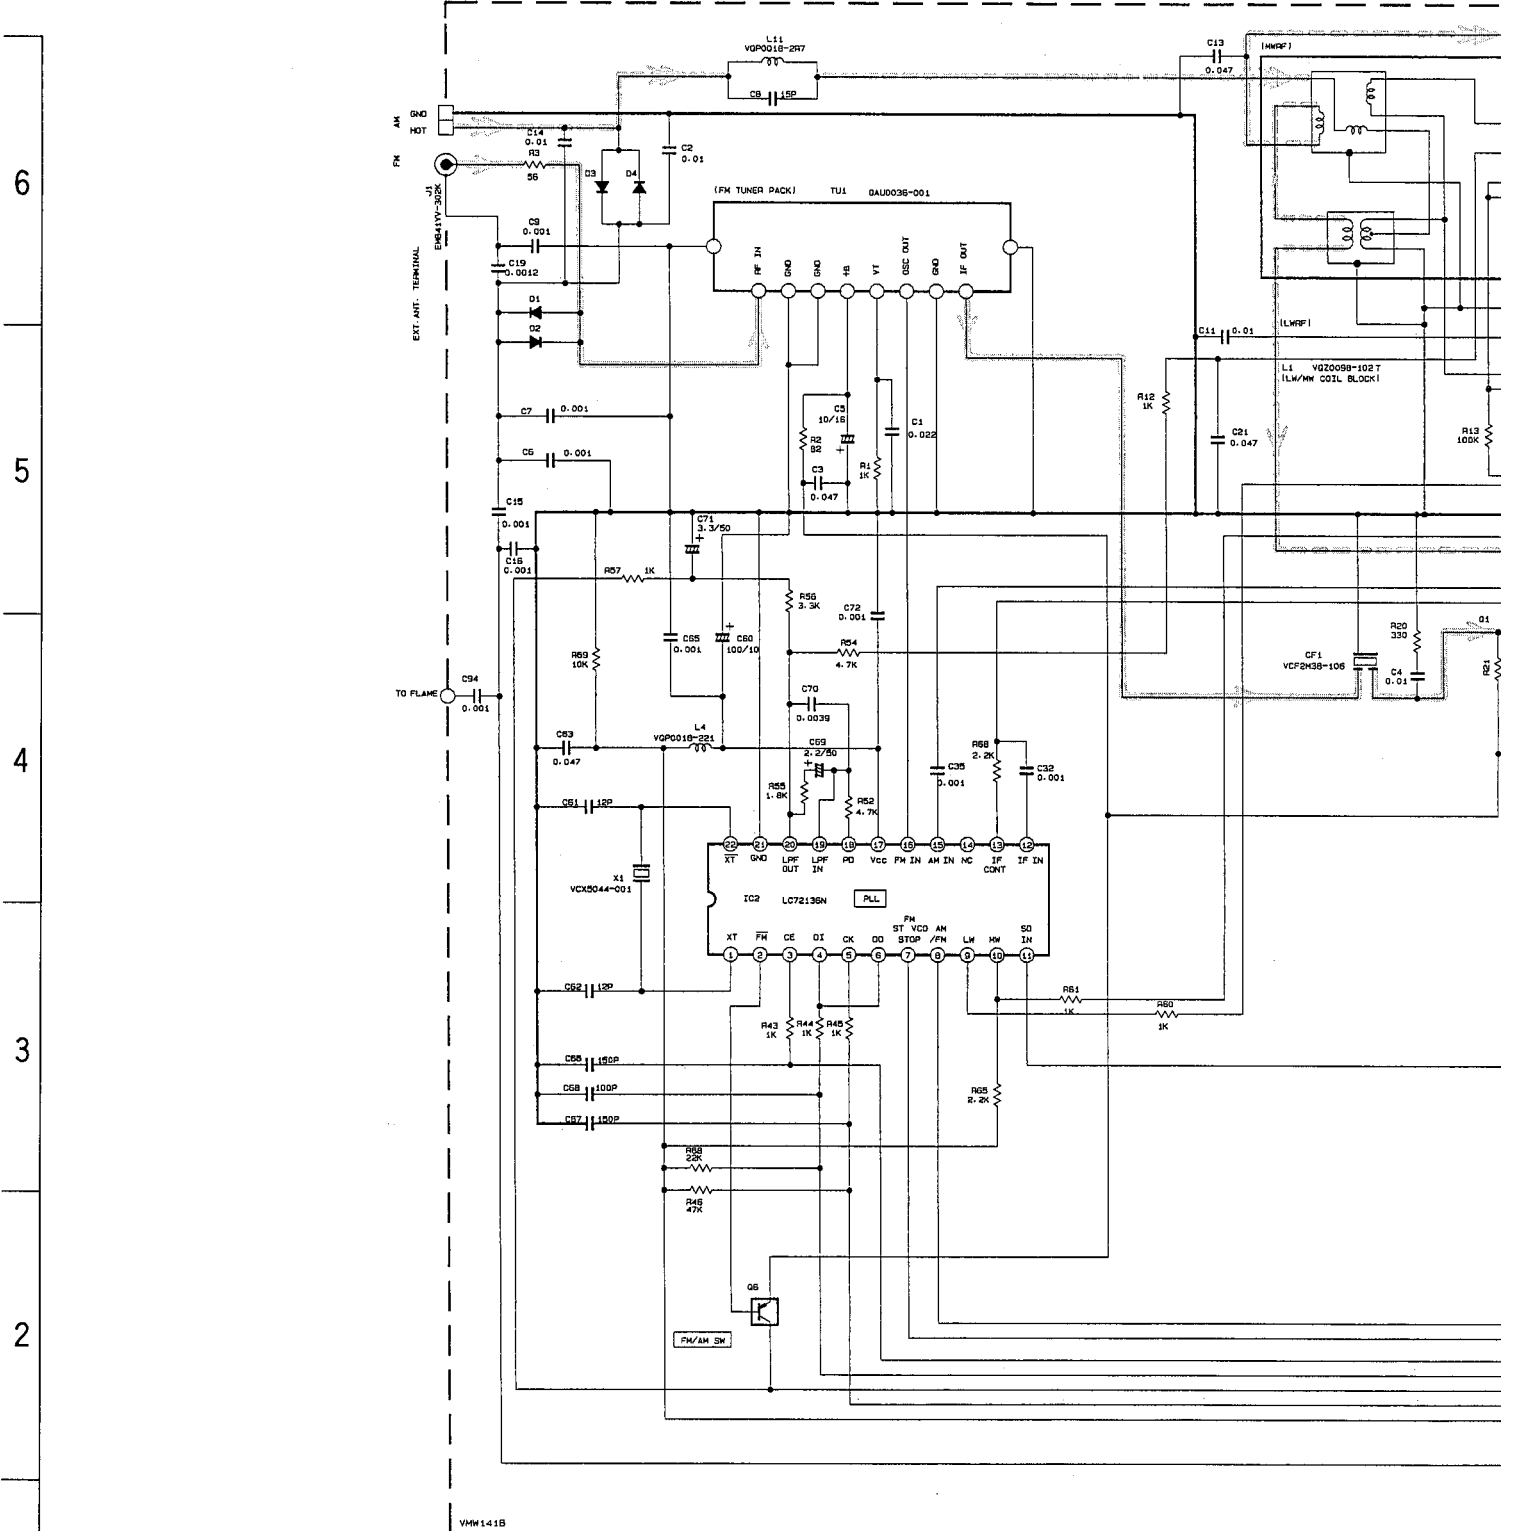 6
5
4
3
2
AM
GND
HOT
FM
J1
EMB41YV-302K
EXT. ANT. TERMINAL
L11
VQP0018-2R7
C8 15P
C13
0.047
(MWRF)
C14
0.01
R3
56
D3
D4
C2
0.01
C9
0.001
C19
0.0012
D1
D2
(FM TUNER PACK) TU1 QAU0036-001
RF IN
GND
GND
+B
VT
OSC OUT
GND
IF OUT
(LWRF)
C11 0.01
L1 VQZ0098-102T
(LW/MW COIL BLOCK)
C7 0.001
C6 0.001
C15
0.001
C16
0.001
R2
82
C5
10/16
+
C3
0.047
R1
1K
C1
0.022
R12
1K
C21
0.047
R13
100K
C71
3.3/50
+
R57 1K
R56
3.3K
C72
0.001
R69
10K
C65
0.001
C60
100/10
+
R54
4.7K
R20
330
Q1
CF1
VCF2M3B-106
C4
0.01
R21
TO FLAME
C94
0.001
C70
0.0039
L4
VQP0018-221
C63
0.047
C69
2.2/50
+
R55
1.8K
R52
4.7K
C35
0.001
R68
2.2K
C32
0.001
C61 12P
X1
VCX5044-001
22 21 20 19 18 17 16 15 14 13 12
XT GND LPF OUT LPF IN PD Vcc FM IN AM IN NC IF CONT IF IN
IC2 LC72136N PLL
XT FM CE DI CK DO FM ST VCO STOP AM /FM LW MW SD IN
1 2 3 4 5 6 7 8 9 10 11
C62 12P
R43
1K
R44
1K
R45
1K
R61
1K
R60
1K
C66 150P
C68 100P
C67 150P
R65
2.2K
R68
22K
R46
47K
Q6
FM/AM SW
VMW1418